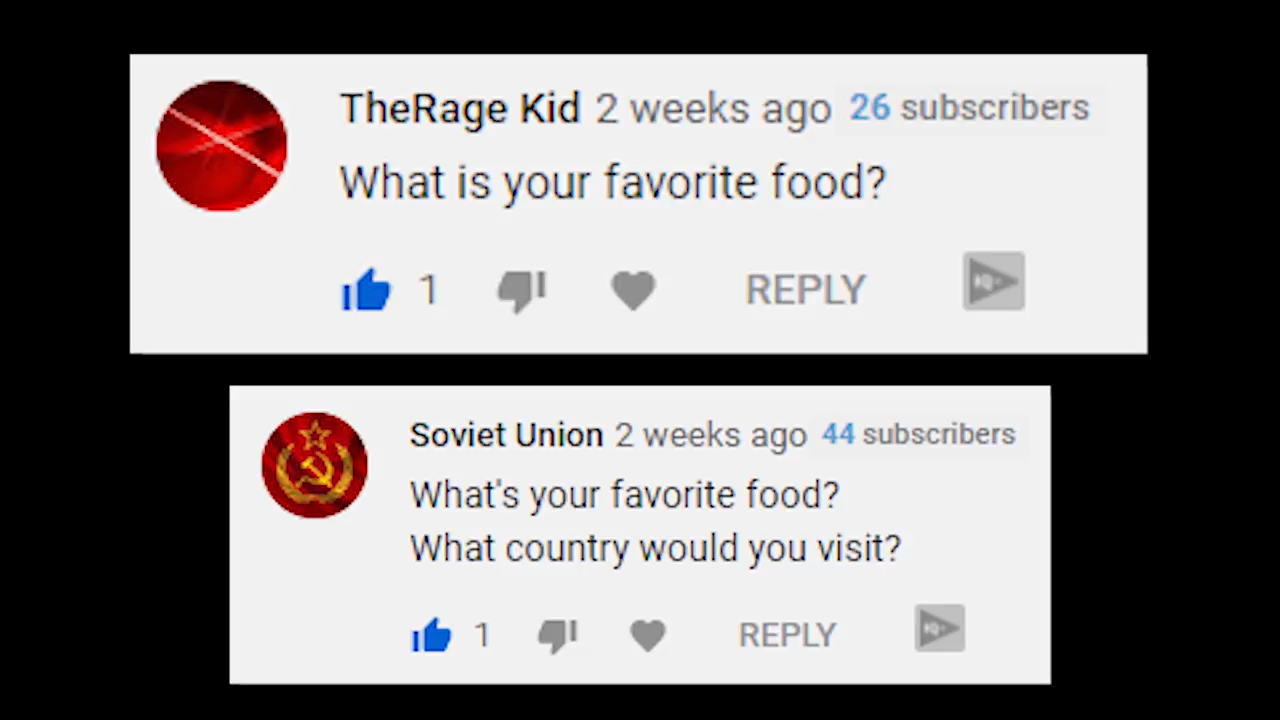 TheRage Kid 2 weeks ago 26 subscribers
What is your favorite food?
1 REPLY
Soviet Union 2 weeks ago 44 subscribers
What's your favorite food?
What country would you visit?
1 REPLY